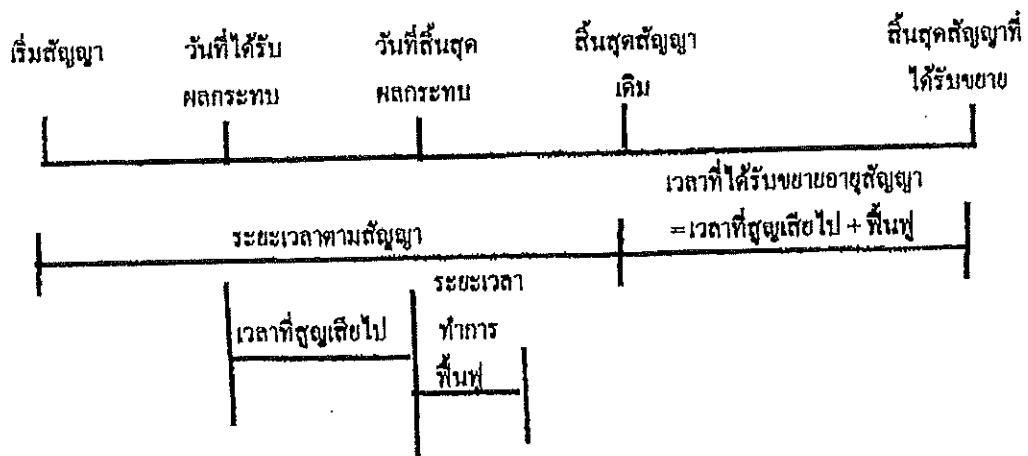 เริ่มสัญญา
วันที่ได้รับ
ผลกระทบ
วันที่สิ้นสุด
ผลกระทบ
สิ้นสุดสัญญา
เดิม
สิ้นสุดสัญญาที่
ได้รับขยาย
เวลาที่ได้รับขยายอายุสัญญา
=เวลาที่สูญเสียไป + ฟื้นฟู
ระยะเวลาตามสัญญา
เวลาที่สูญเสียไป
ระยะเวลา
ทำการ
ฟื้นฟู